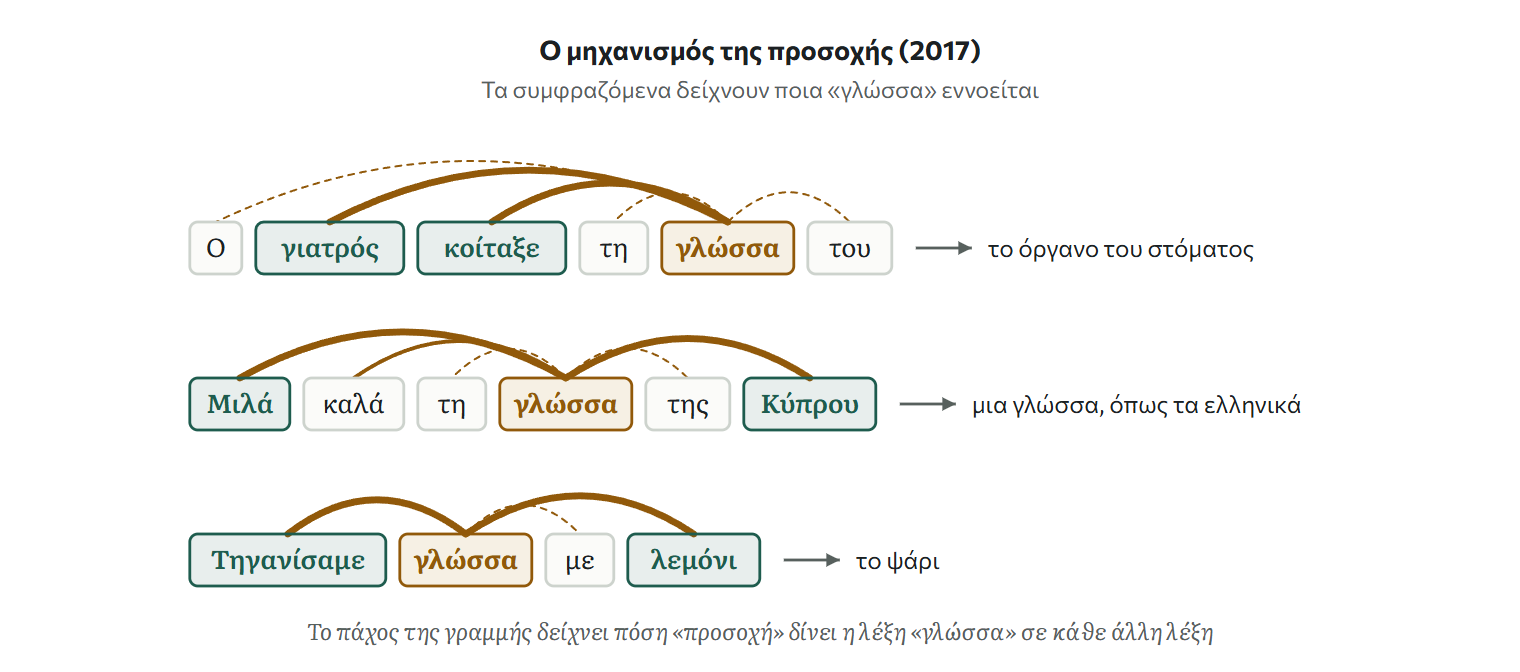 Ο μηχανισμός της προσοχής (2017)
Τα συμφραζόμενα δείχνουν ποια «γλώσσα» εννοείται
Ο γιατρός κοίταξε τη γλώσσα του το όργανο του στόματος
Μιλά καλά τη γλώσσα της Κύπρου μια γλώσσα, όπως τα ελληνικά
Τηγανίσαμε γλώσσα με λεμόνι το ψάρι
Το πάχος της γραμμής δείχνει πόση «προσοχή» δίνει η λέξη «γλώσσα» σε κάθε άλλη λέξη